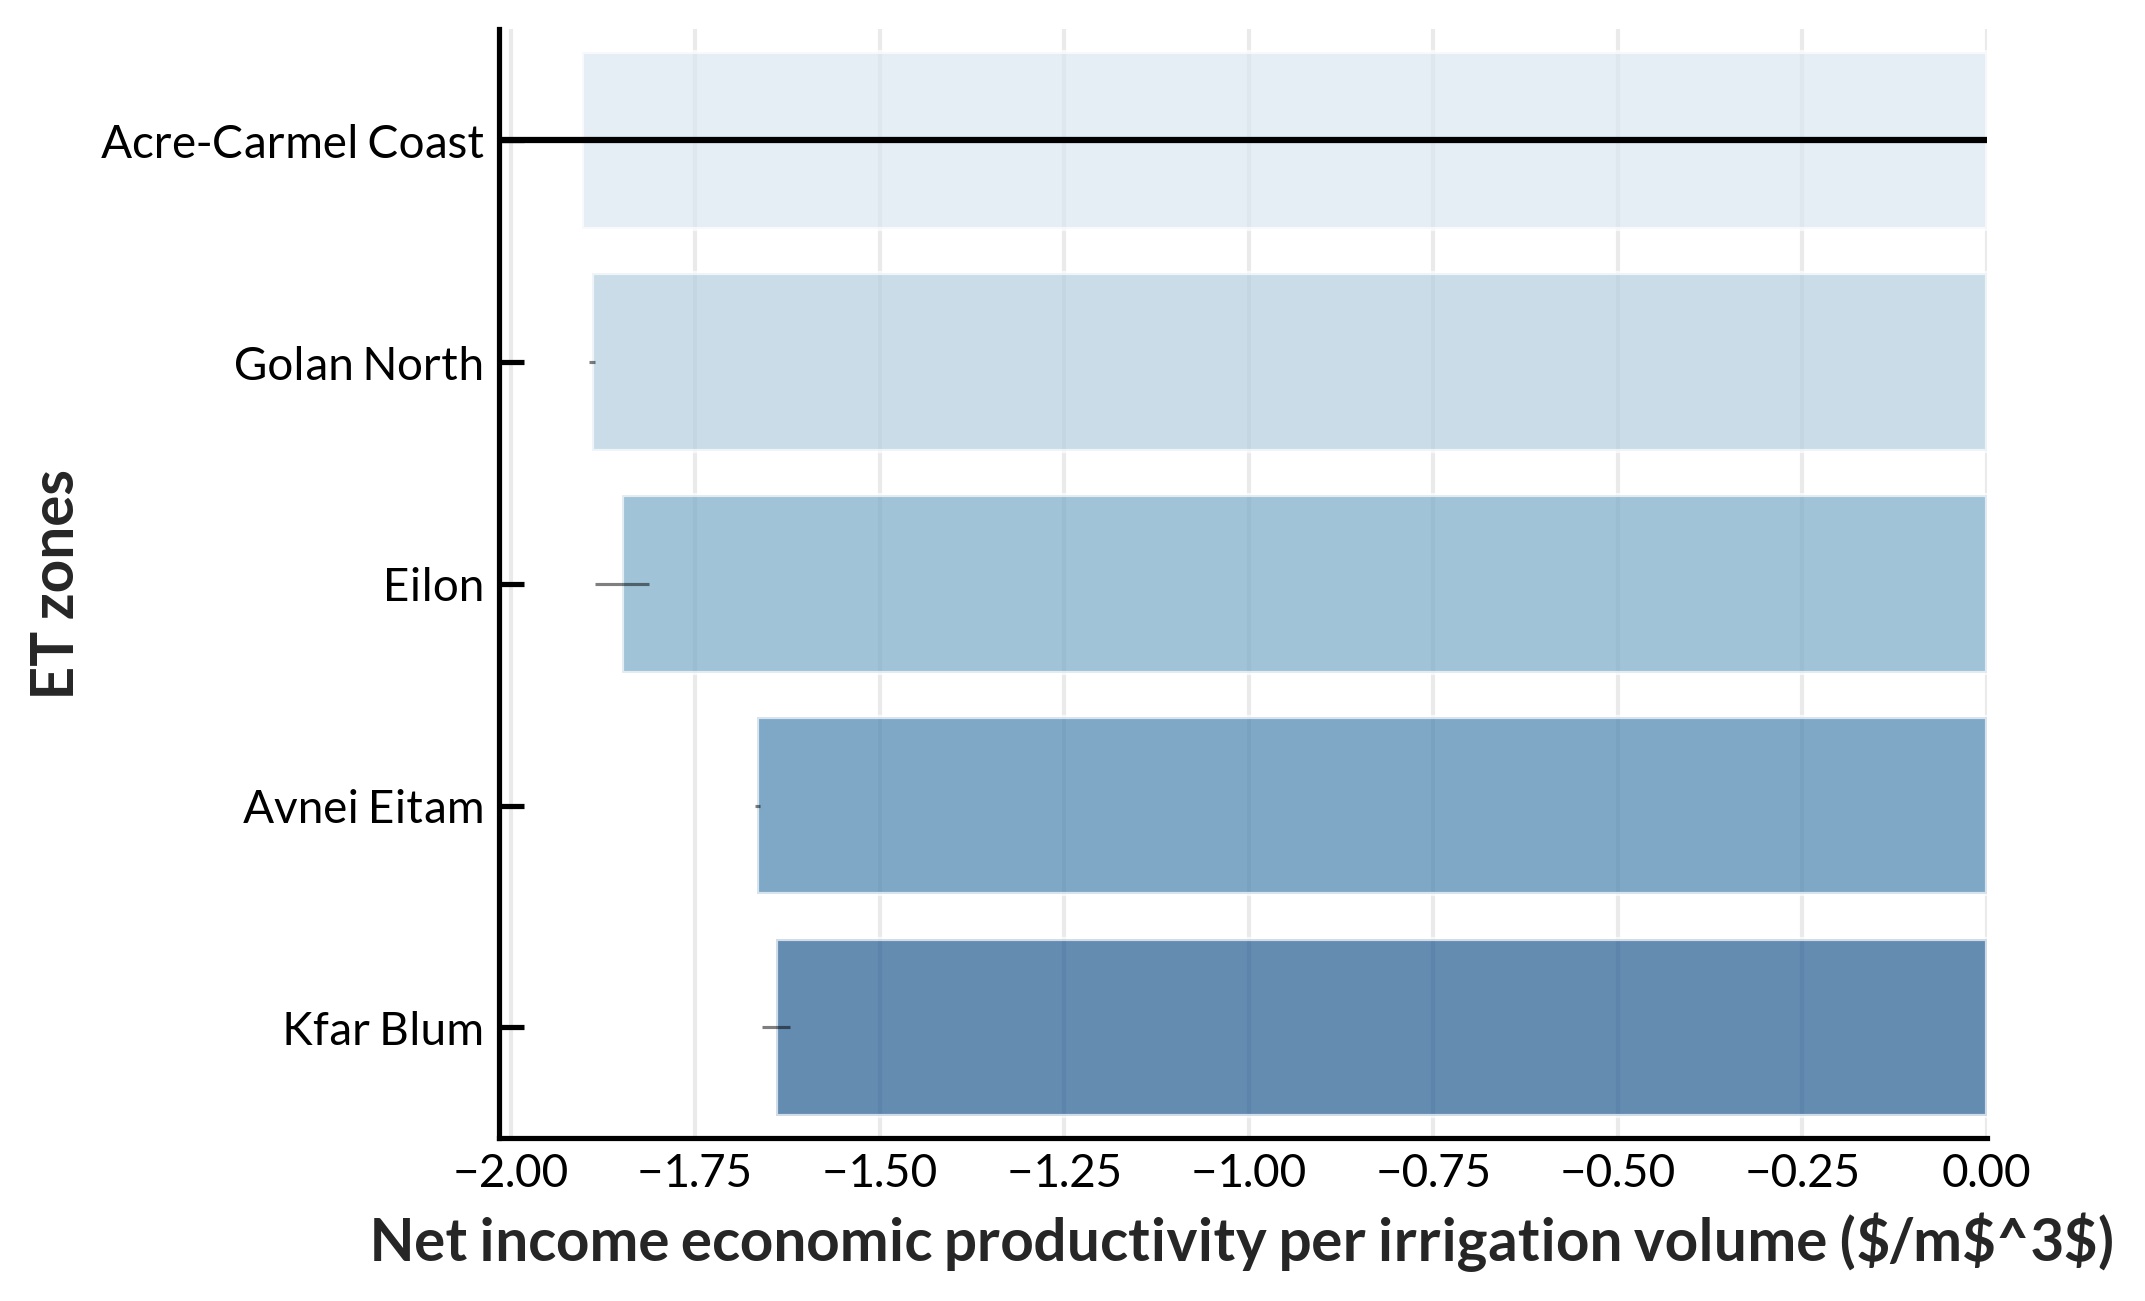 Acre-Carmel Coast
Golan North
Eilon
Avnei Eitam
Kfar Blum
ET zones
−2.00 −1.75 −1.50 −1.25 −1.00 −0.75 −0.50 −0.25 0.00
Net income economic productivity per irrigation volume ($/m$^3$)